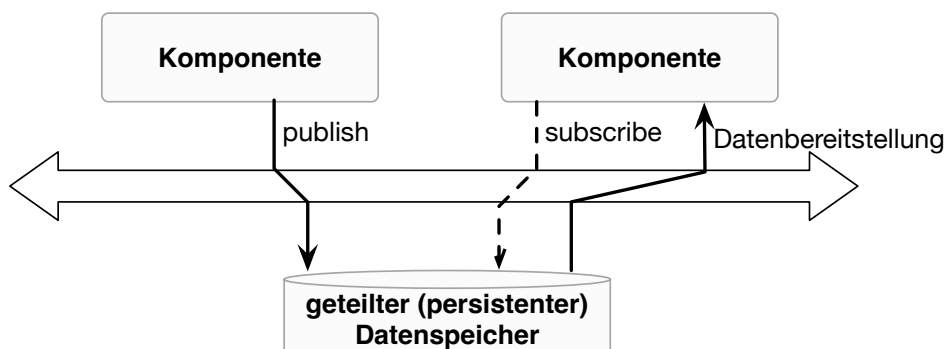 Komponente
Komponente
publish
subscribe
Datenbereitstellung
geteilter (persistenter)
Datenspeicher